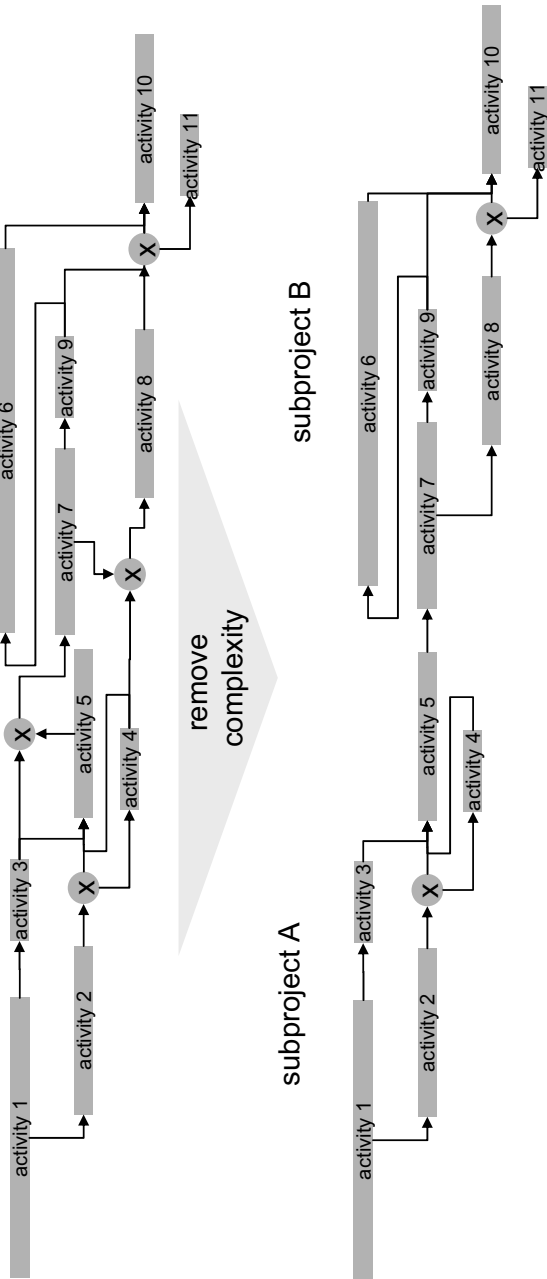 activity 1
activity 2
activity 3
X
activity 4
activity 5
X
activity 6
activity 7
X
activity 8
activity 9
X
activity 10
activity 11
remove
complexity
subproject A
subproject B
activity 1
activity 2
activity 3
X
activity 4
activity 5
activity 6
activity 7
activity 8
activity 9
X
activity 10
activity 11